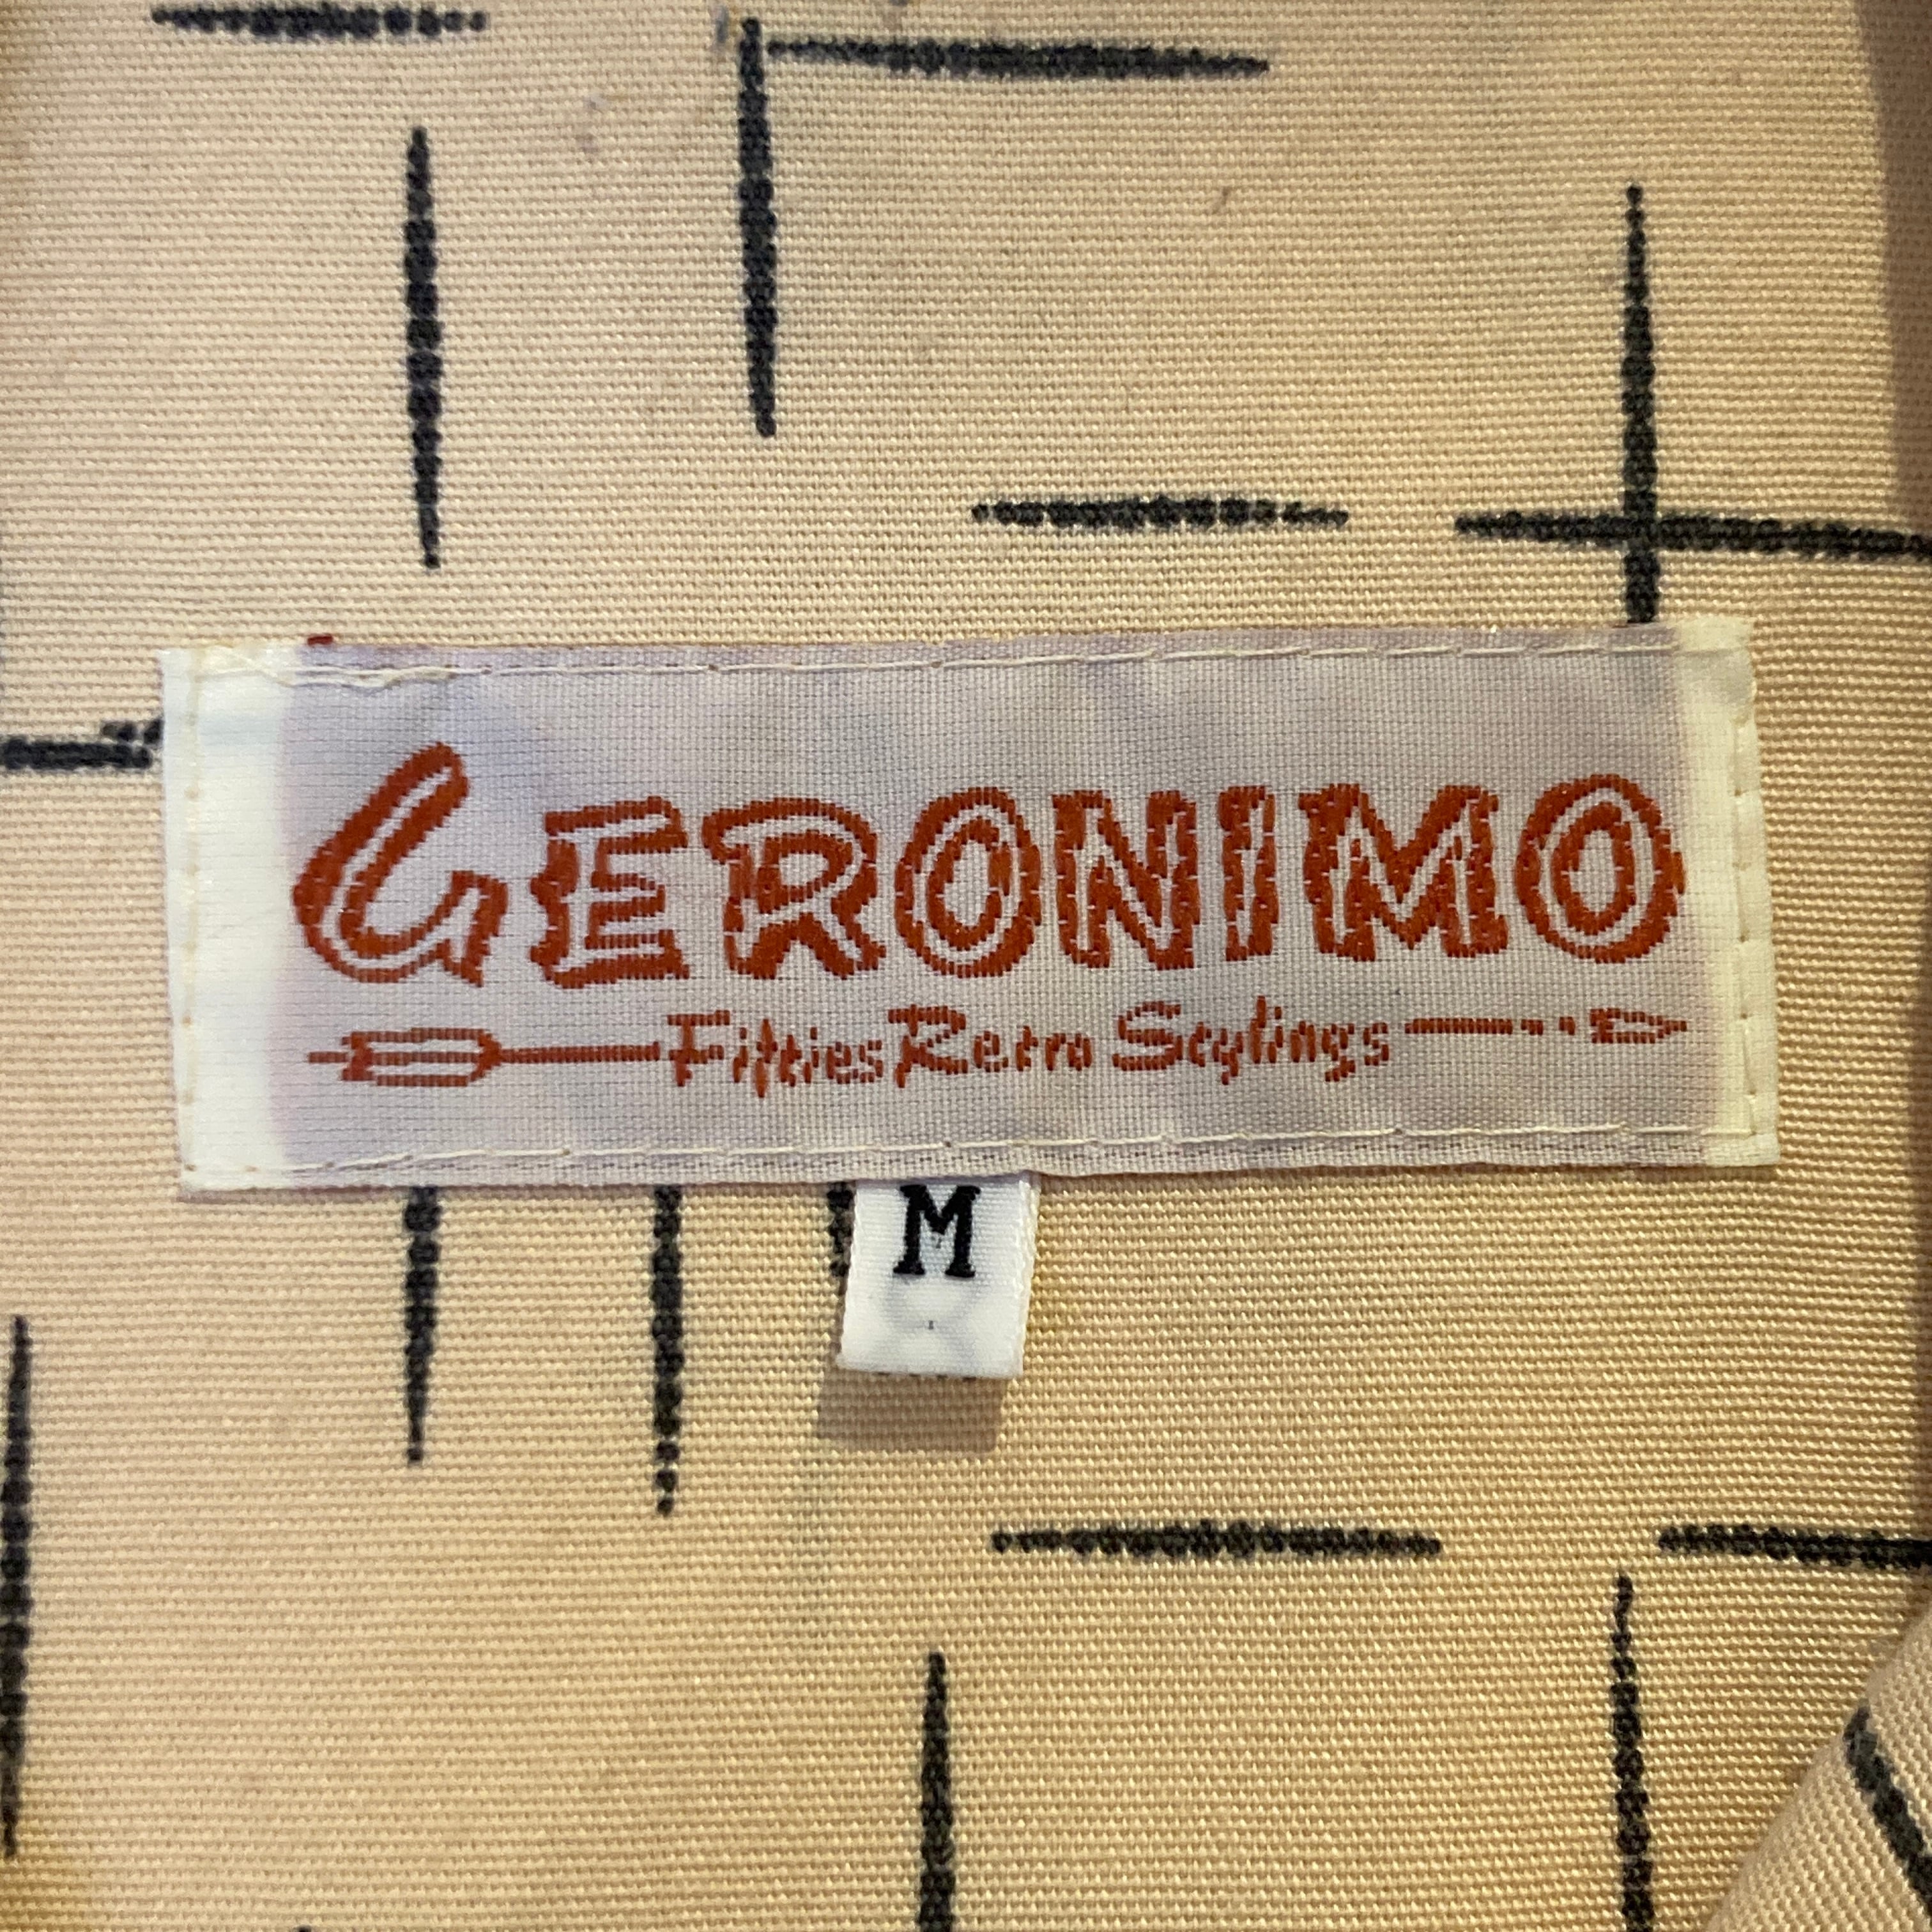 GERONIMO
Fifties Retro Stylings
M